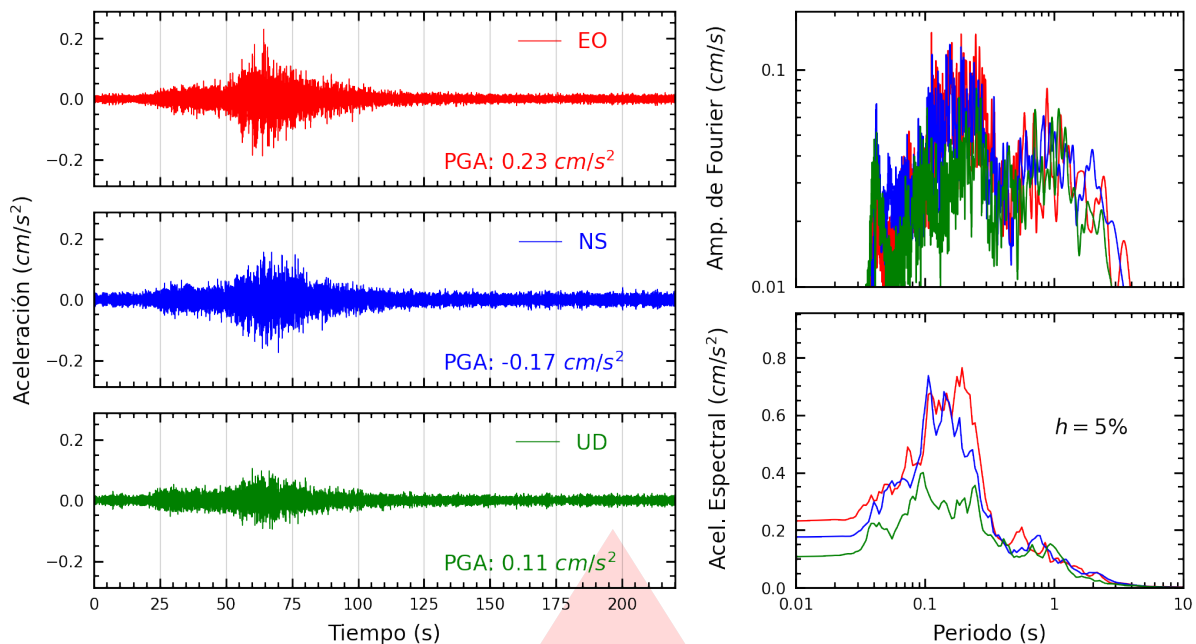 Aceleración (cm/s²)
0.2
0.0
−0.2
EO
PGA: 0.23 cm/s²
0.2
0.0
−0.2
NS
PGA: -0.17 cm/s²
0.2
0.0
−0.2
UD
PGA: 0.11 cm/s²
0 25 50 75 100 125 150 175 200
Tiempo (s)
Amp. de Fourier (cm/s)
0.1
0.01
Acel. Espectral (cm/s²)
0.8
0.6
0.4
0.2
0.0
h = 5%
0.01 0.1 1 10
Periodo (s)